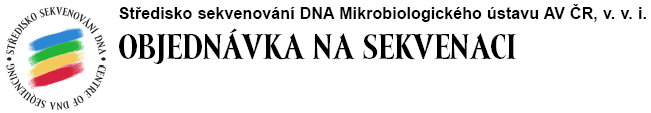 Středisko sekvenování DNA Mikrobiologického ústavu AV ČR, v. v. i.
OBJEDNÁVKA NA SEKVENACI
• STŘEDISKO SEKVENOVÁNÍ DNA • CENTRE OF DNA SEQUENCING